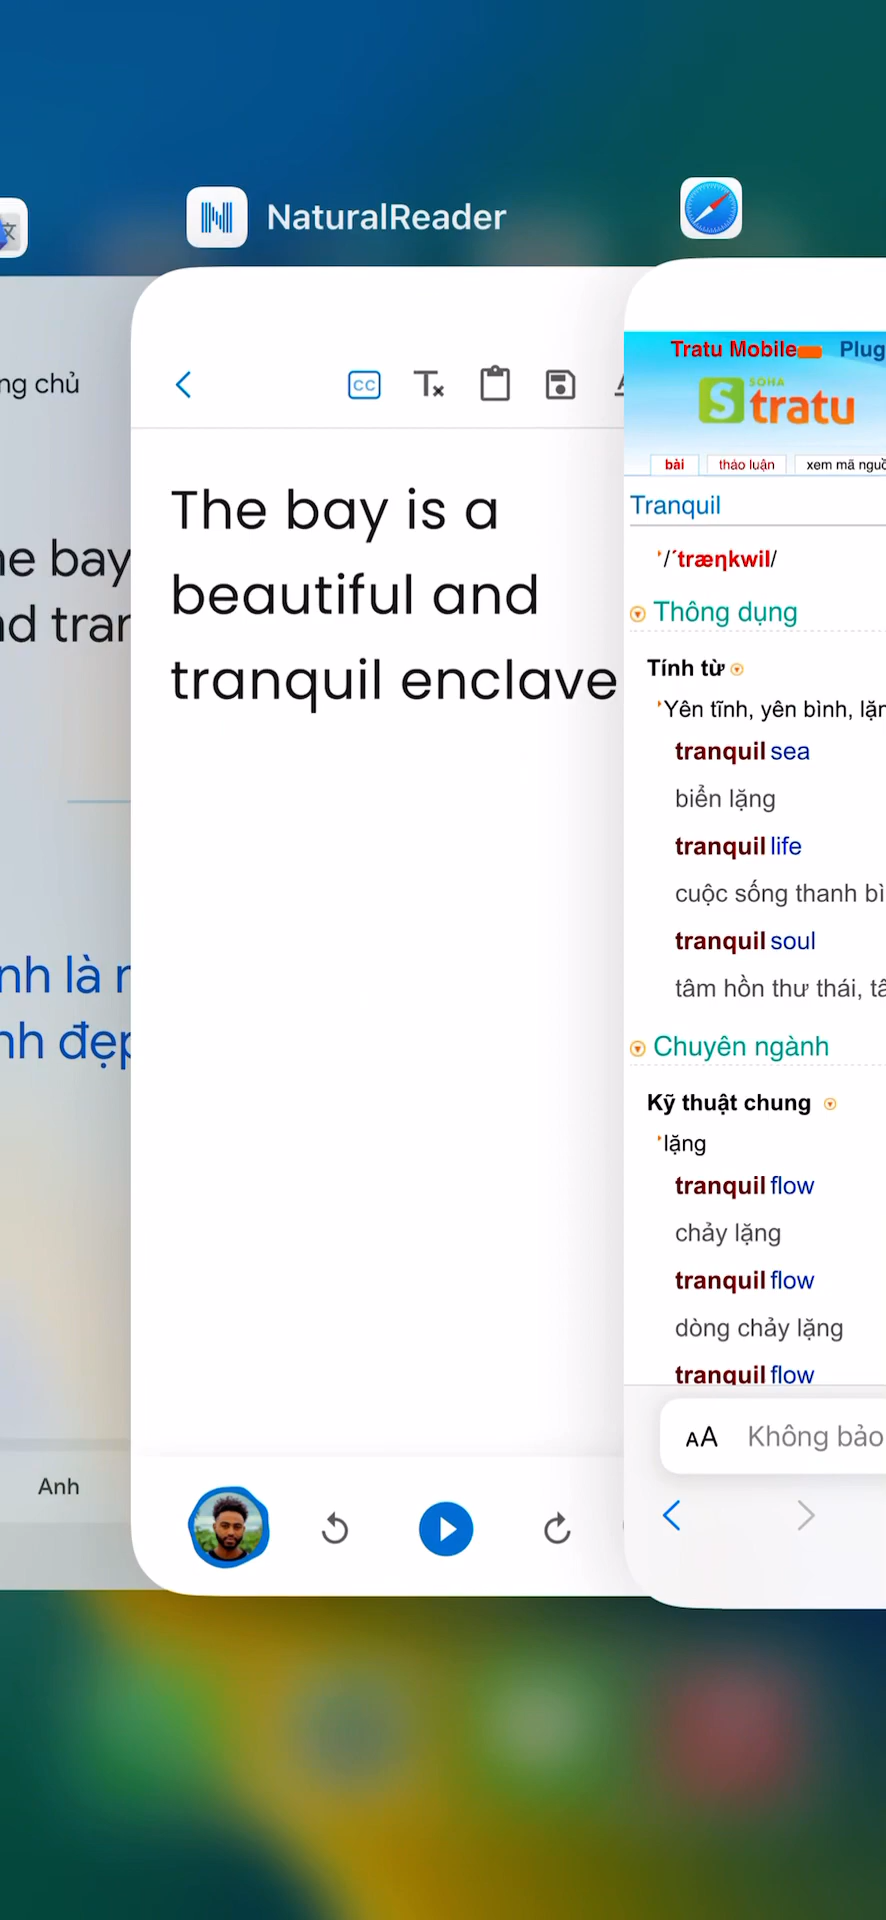 NaturalReader
ng chủ
he bay
nd tran
nh là
nh đẹp
Anh
CC
The bay is a
beautiful and
tranquil enclave
Tratu Mobile Plug
SOHA
Stratu
bài thảo luận xem mã nguồ
Tranquil
/'træηkwil/
Thông dụng
Tính từ
Yên tĩnh, yên bình, lặn
tranquil sea
biển lặng
tranquil life
cuộc sống thanh bì
tranquil soul
tâm hồn thư thái, tâ
Chuyên ngành
Kỹ thuật chung
lặng
tranquil flow
chảy lặng
tranquil flow
dòng chảy lặng
tranquil flow
AA Không bảo